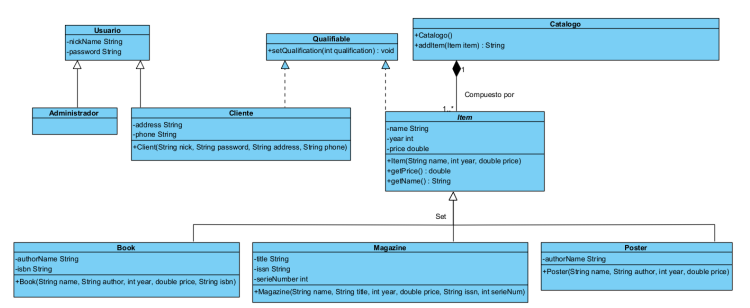 Usuario
-nickName String
-password String
Qualifiable
+setQualification(int qualification) : void
Catalogo
+Catalogo()
+addItem(Item item) : String
1
Compuesto por
1..*
Administrador
Cliente
-address String
-phone String
+Client(String nick, String password, String address, String phone)
Item
-name String
-year int
-price double
+Item(String name, int year, double price)
+getPrice() : double
+getName() : String
Set
Book
-authorName String
-isbn String
+Book(String name, String author, int year, double price, String isbn)
Magazine
-title String
-issn String
-serieNumber int
+Magazine(String name, String title, int year, double price, String issn, int serieNum)
Poster
-authorName String
+Poster(String name, String author, int year, double price)